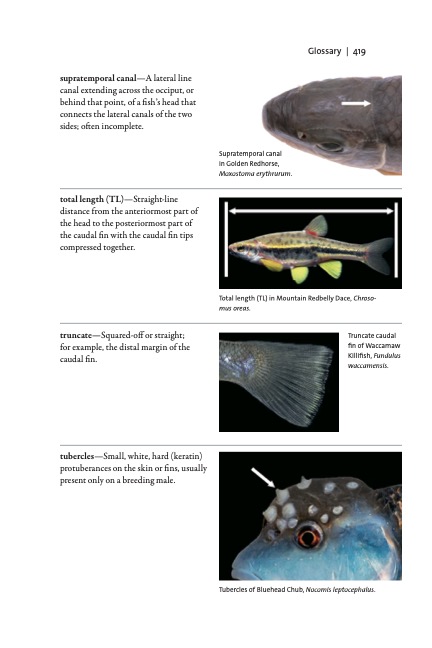 Glossary | 419
supratemporal canal—A lateral line
canal extending across the occiput, or
behind that point, of a fish's head that
connects the lateral canals of the two
sides; often incomplete.
Supratemporal canal
in Golden Redhorse,
Moxostoma erythrurum.
total length (TL)—Straight-line
distance from the anteriormost part of
the head to the posteriormost part of
the caudal fin with the caudal fin tips
compressed together.
Total length (TL) in Mountain Redbelly Dace, Chroso-
mus oreas.
truncate—Squared-off or straight;
for example, the distal margin of the
caudal fin.
Truncate caudal
fin of Waccamaw
Killifish, Fundulus
waccamensis.
tubercles—Small, white, hard (keratin)
protuberances on the skin or fins, usually
present only on a breeding male.
Tubercles of Bluehead Chub, Nocomis leptocephalus.